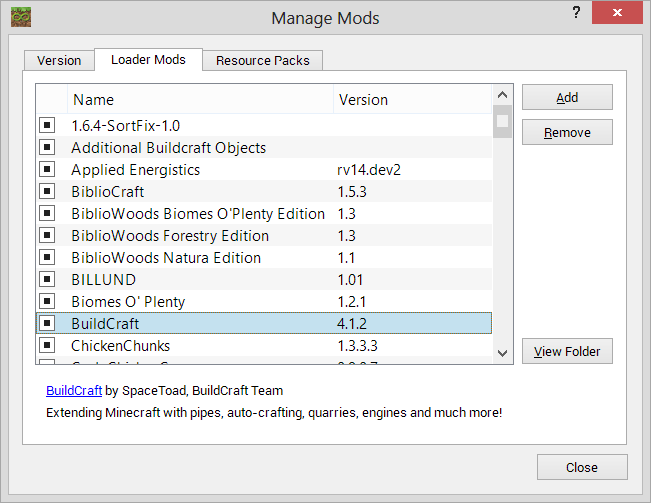 Manage Mods
?
Version
Loader Mods
Resource Packs
Name Version
1.6.4-SortFix-1.0
Additional Buildcraft Objects
Applied Energistics rv14.dev2
BiblioCraft 1.5.3
BiblioWoods Biomes O'Plenty Edition 1.3
BiblioWoods Forestry Edition 1.3
BiblioWoods Natura Edition 1.1
BILLUND 1.01
Biomes O' Plenty 1.2.1
BuildCraft 4.1.2
ChickenChunks 1.3.3.3
Add
Remove
View Folder
BuildCraft by SpaceToad, BuildCraft Team
Extending Minecraft with pipes, auto-crafting, quarries, engines and much more!
Close